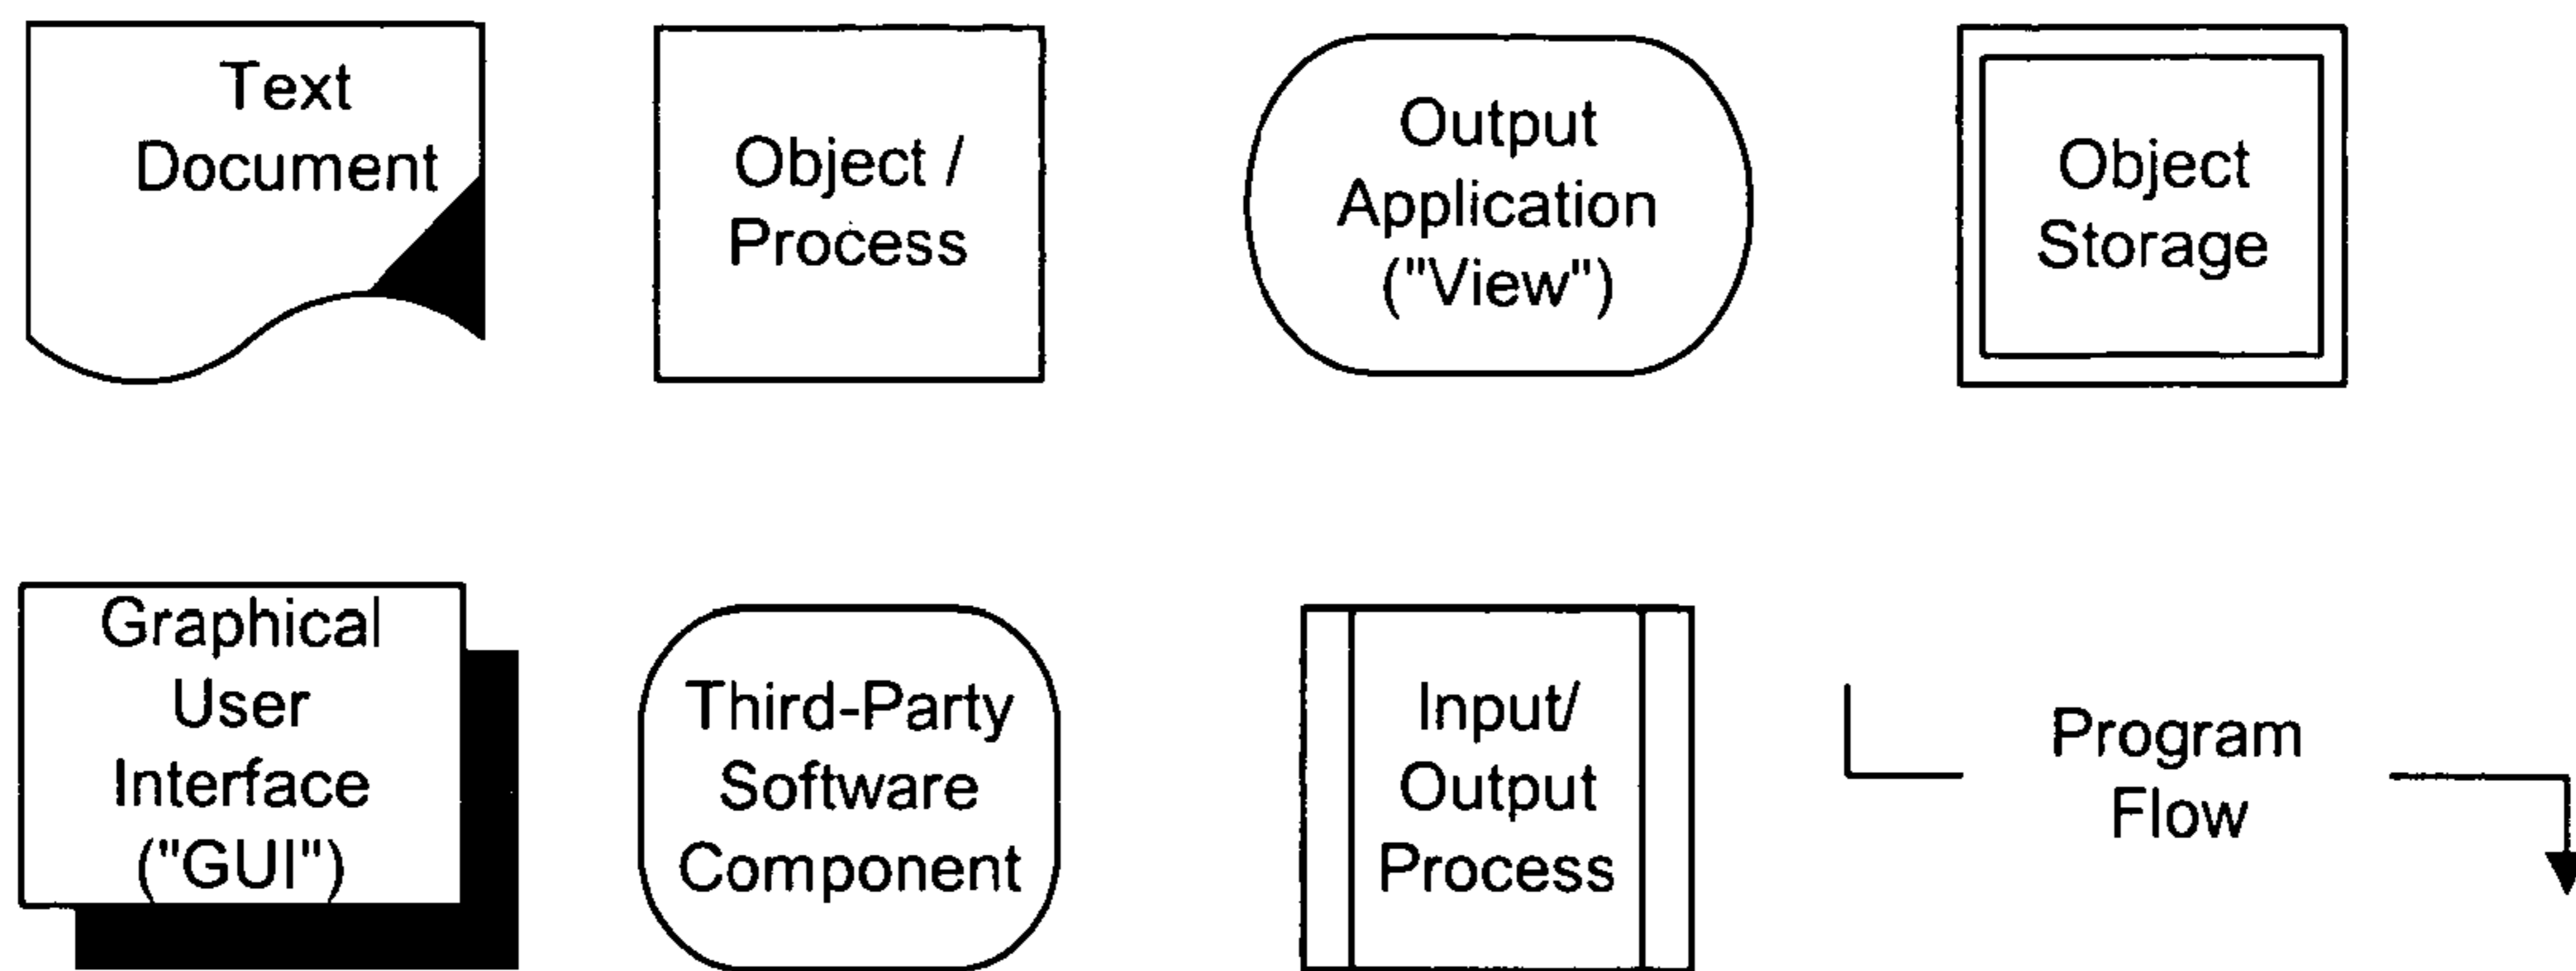 Text
Document
Object /
Process
Output
Application
("View")
Object
Storage
Graphical
User
Interface
("GUI")
Third-Party
Software
Component
Input/
Output
Process
Program
Flow